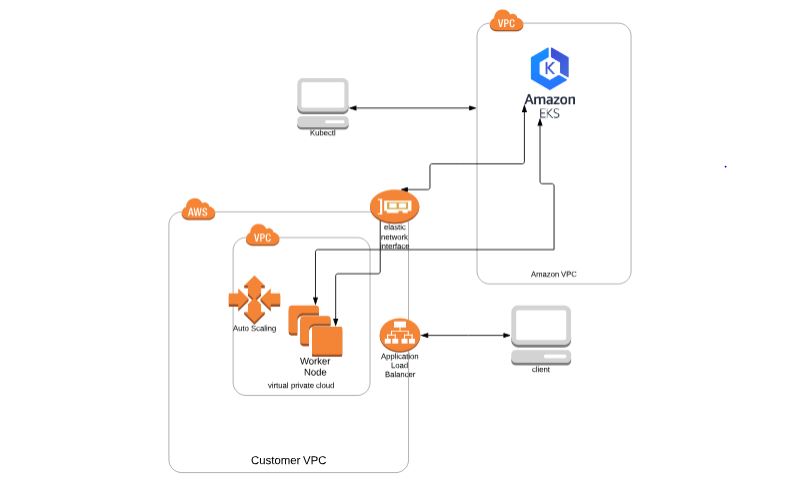 VPC
K
Amazon
EKS
Kubectl
Amazon VPC
AWS
elastic
network
interface
VPC
Auto Scaling
Worker
Node
virtual private cloud
Application
Load
Balancer
client
Customer VPC